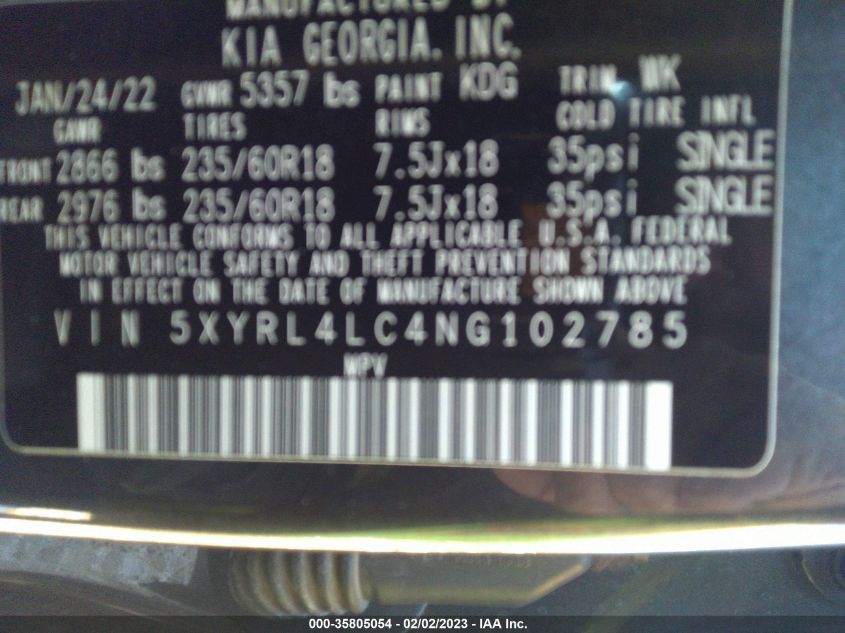 MANUFACTURED BY
KIA GEORGIA. INC.
JAN/24/22 GVWR 5357 lbs PAINT KDG TRIM WK
GAWR TIRES RIMS COLD TIRE INFL
FRONT 2866 lbs 235/60R18 7.5Jx18 35psi SINGLE
REAR 2976 lbs 235/60R18 7.5Jx18 35psi SINGLE
THIS VEHICLE CONFORMS TO ALL APPLICABLE U.S.A. FEDERAL
MOTOR VEHICLE SAFETY AND THEFT PREVENTION STANDARDS
IN EFFECT ON THE DATE OF MANUFACTURE SHOWN ABOVE
VIN 5XYRL4LC4NG102785
MPV
000-35805054 - 02/02/2023 - IAA Inc.